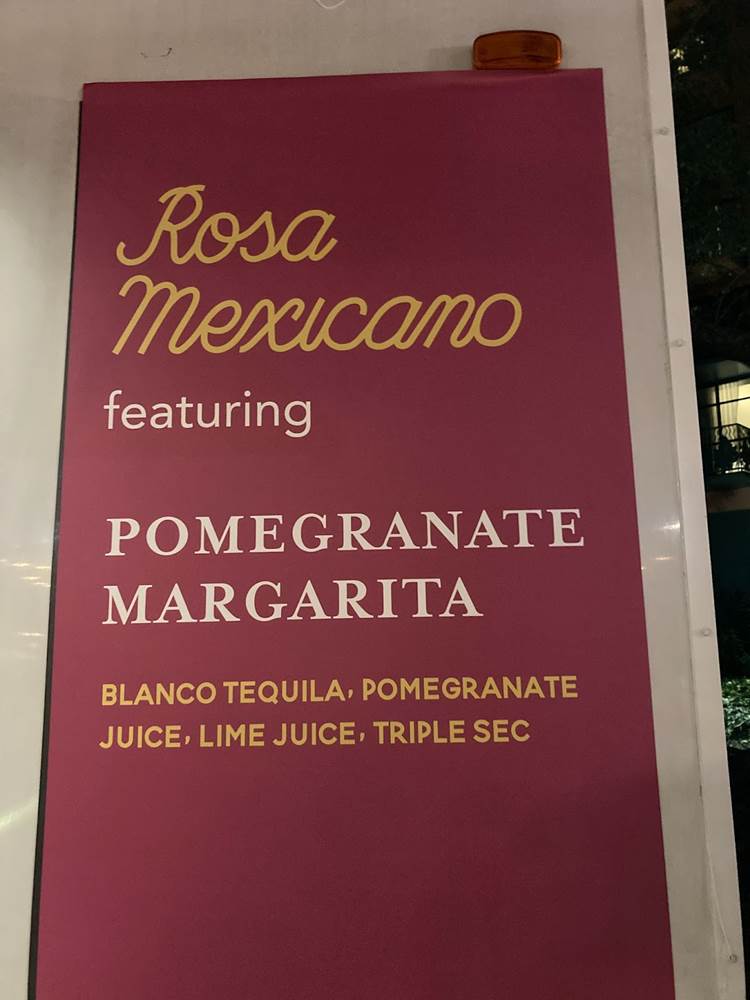 Rosa
Mexicano
featuring
POMEGRANATE
MARGARITA
BLANCO TEQUILA, POMEGRANATE
JUICE, LIME JUICE, TRIPLE SEC